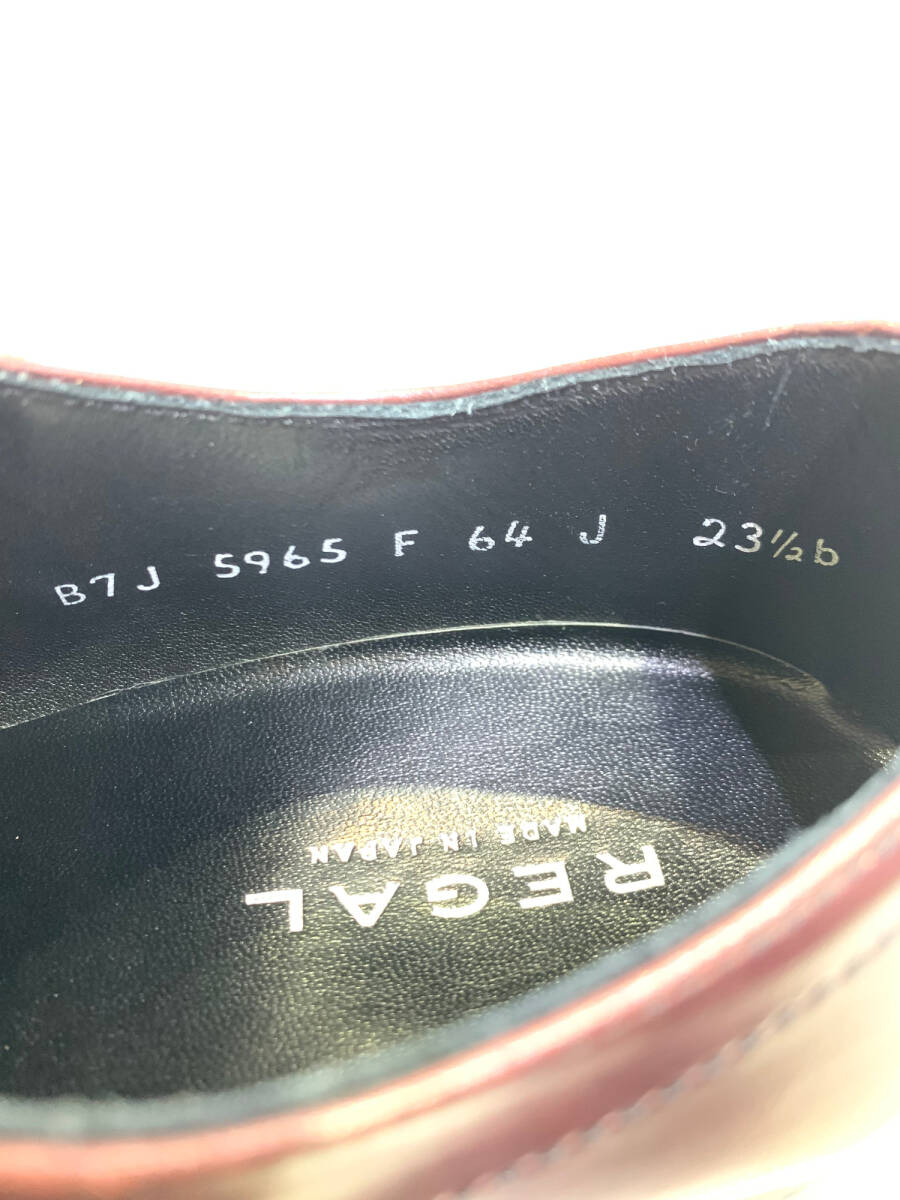 B7J 5965 F 64 J 23½b
REGAL
MADE IN JAPAN